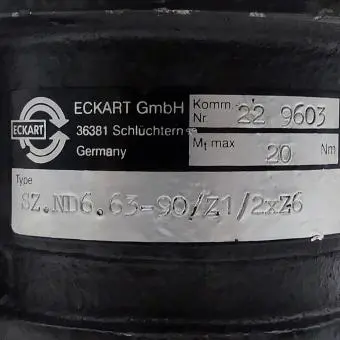 ECKART
ECKART GmbH
36381 Schlüchtern
Germany
Komm.-
Nr. 22 9603
Mt max 20 Nm
Type
SZ.ND6.63-90/Z1/2xZ6